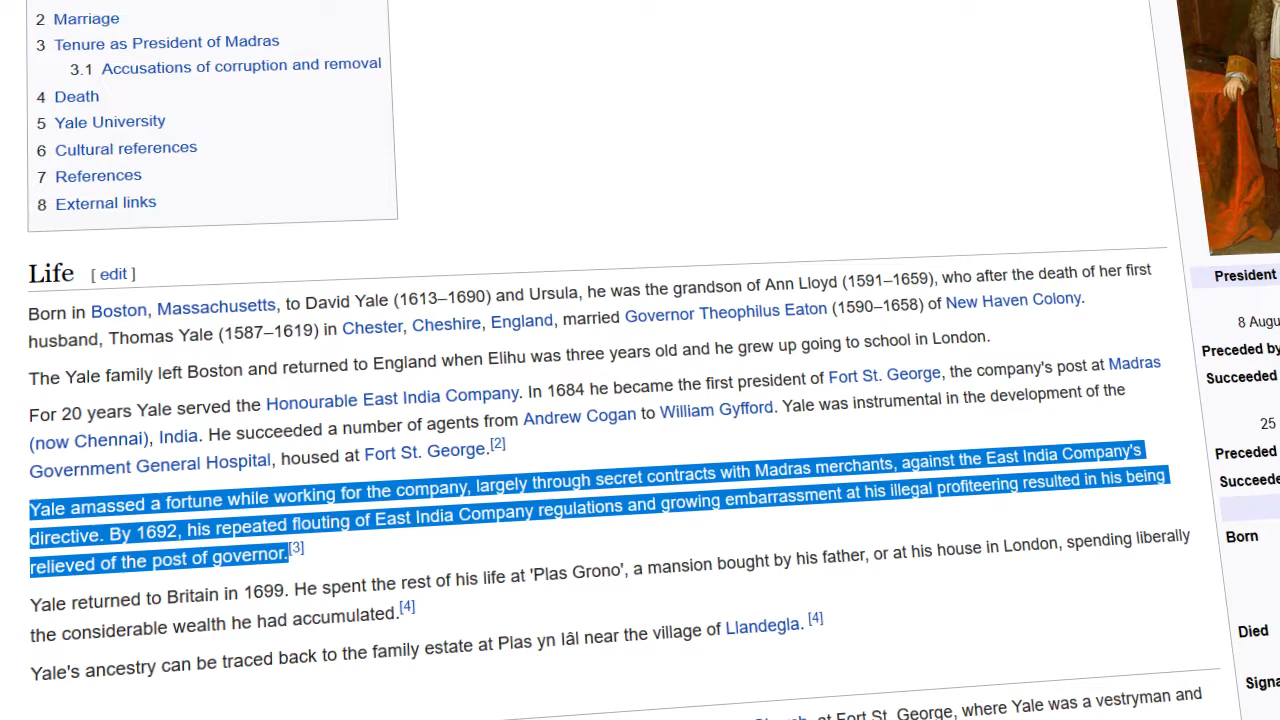 2 Marriage
3 Tenure as President of Madras
3.1 Accusations of corruption and removal
4 Death
5 Yale University
6 Cultural references
7 References
8 External links
Life [ edit ]
Born in Boston, Massachusetts, to David Yale (1613–1690) and Ursula, he was the grandson of Ann Lloyd (1591–1659), who after the death of her first
husband, Thomas Yale (1587–1619) in Chester, Cheshire, England, married Governor Theophilus Eaton (1590–1658) of New Haven Colony.
The Yale family left Boston and returned to England when Elihu was three years old and he grew up going to school in London.
For 20 years Yale served the Honourable East India Company. In 1684 he became the first president of Fort St. George, the company's post at Madras
(now Chennai), India. He succeeded a number of agents from Andrew Cogan to William Gyfford. Yale was instrumental in the development of the
Government General Hospital, housed at Fort St. George.[2]
Yale amassed a fortune while working for the company, largely through secret contracts with Madras merchants, against the East India Company's
directive. By 1692, his repeated flouting of East India Company regulations and growing embarrassment at his illegal profiteering resulted in his being
relieved of the post of governor.[3]
Yale returned to Britain in 1699. He spent the rest of his life at 'Plas Grono', a mansion bought by his father, or at his house in London, spending liberally
the considerable wealth he had accumulated.[4]
Yale's ancestry can be traced back to the family estate at Plas yn Iâl near the village of Llandegla. [4]
at Fort St. George, where Yale was a vestryman and
President
8 Augu
Preceded by
Succeeded
25
Preceded
Succeede
Born
Died
Signa